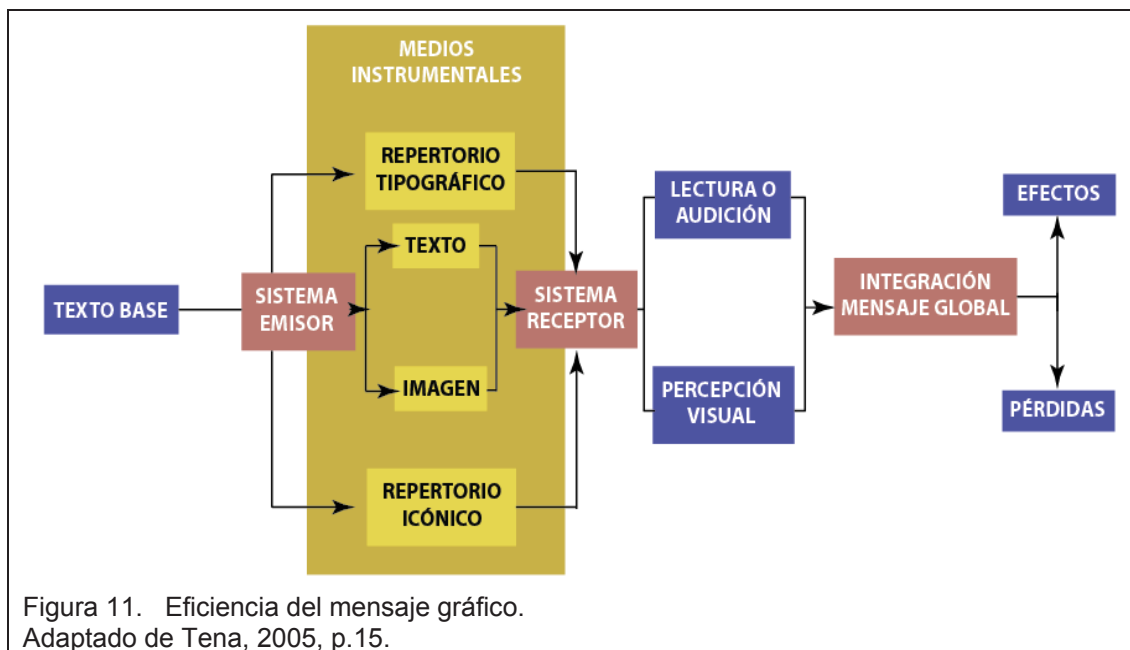 MEDIOS
INSTRUMENTALES
REPERTORIO
TIPOGRÁFICO
TEXTO
IMAGEN
REPERTORIO
ICÓNICO
TEXTO BASE
SISTEMA
EMISOR
SISTEMA
RECEPTOR
LECTURA O
AUDICIÓN
PERCEPCIÓN
VISUAL
INTEGRACIÓN
MENSAJE GLOBAL
EFECTOS
PÉRDIDAS
Figura 11. Eficiencia del mensaje gráfico.
Adaptado de Tena, 2005, p.15.